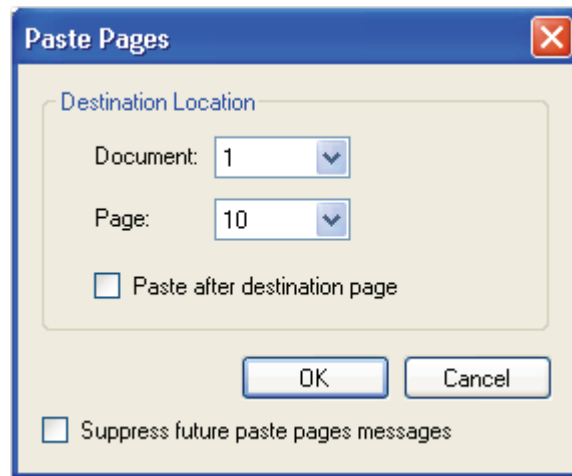 Paste Pages
Destination Location
Document: 1
Page: 10
Paste after destination page
OK Cancel
Suppress future paste pages messages